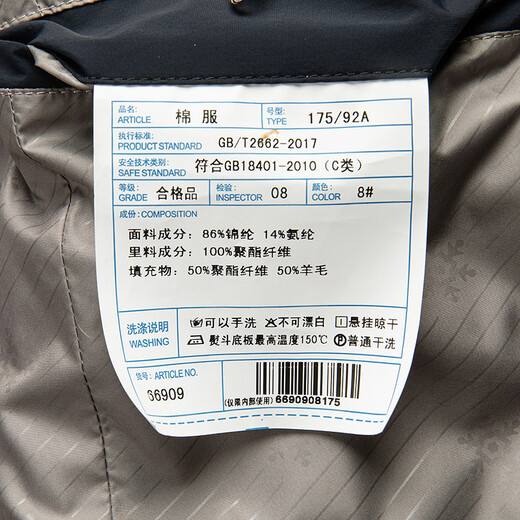 品名: 棉服 号型: 175/92A
ARTICLE TYPE
执行标准: GB/T2662-2017
PRODUCT STANDARD
安全技术类别: 符合GB18401-2010（C类）
SAFE STANDARD
等级: 合格品 检验: 08 颜色: 8#
GRADE INSPECTOR COLOR
成份: COMPOSITION
面料成分: 86%锦纶 14%氨纶
里料成分: 100%聚酯纤维
填充物: 50%聚酯纤维 50%羊毛
洗涤说明 可以手洗 不可漂白 悬挂晾干
WASHING 熨斗底板最高温度150℃ P普通干洗
货号: ARTICLE NO.
66909
(仅限内部使用)6690908175